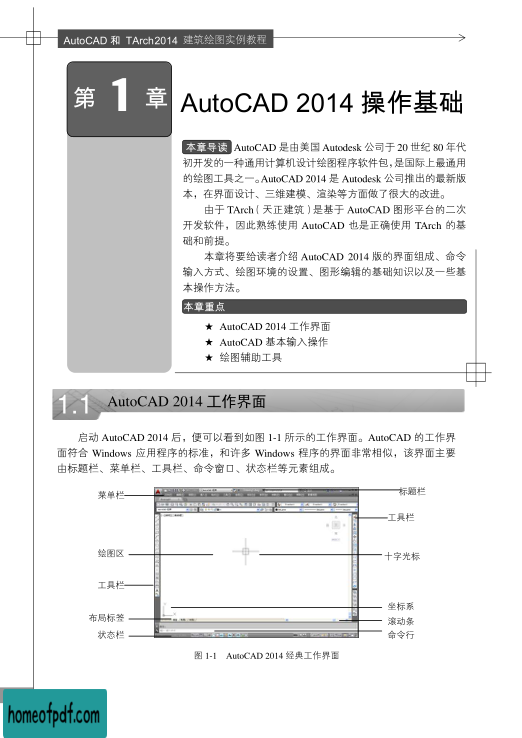 AutoCAD 和 TArch2014 建筑绘图实例教程
第 1 章
AutoCAD 2014 操作基础
本章导读 AutoCAD 是由美国 Autodesk 公司于 20 世纪 80 年代
初开发的一种通用计算机设计绘图程序软件包,是国际上最通用
的绘图工具之一。AutoCAD 2014 是 Autodesk 公司推出的最新版
本，在界面设计、三维建模、渲染等方面做了很大的改进。
由于 TArch（天正建筑）是基于 AutoCAD 图形平台的二次
开发软件，因此熟练使用 AutoCAD 也是正确使用 TArch 的基
础和前提。
本章将要给读者介绍 AutoCAD 2014 版的界面组成、命令
输入方式、绘图环境的设置、图形编辑的基础知识以及一些基
本操作方法。
本章重点
★ AutoCAD 2014 工作界面
★ AutoCAD 基本输入操作
★ 绘图辅助工具
1.1 AutoCAD 2014 工作界面
启动 AutoCAD 2014 后，便可以看到如图 1-1 所示的工作界面。AutoCAD 的工作界
面符合 Windows 应用程序的标准，和许多 Windows 程序的界面非常相似，该界面主要
由标题栏、菜单栏、工具栏、命令窗口、状态栏等元素组成。
菜单栏
标题栏
工具栏
绘图区
十字光标
工具栏
坐标系
布局标签
滚动条
状态栏
命令行
图 1-1 AutoCAD 2014 经典工作界面
homeofpdf.com